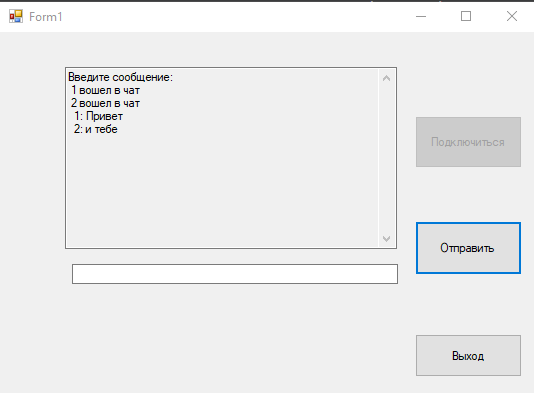 Form1
Введите сообщение:
1 вошел в чат
2 вошел в чат
1: Привет
2: и тебе
Подключиться
Отправить
Выход